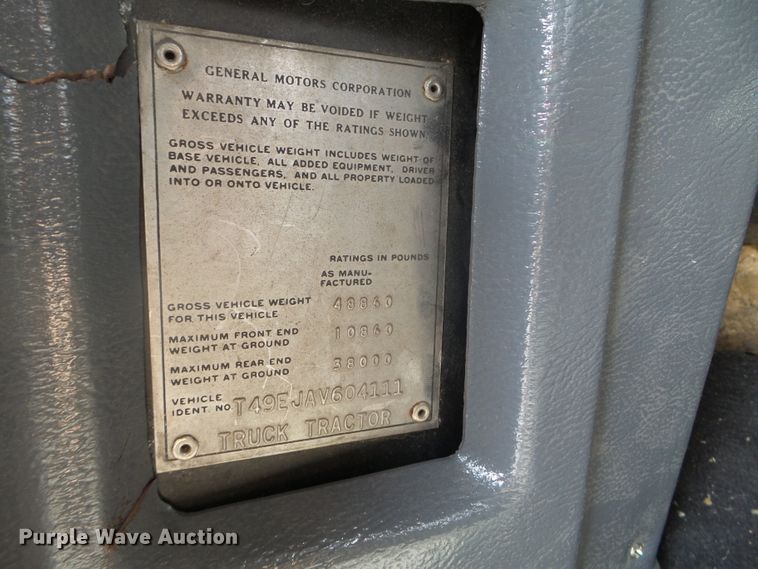 GENERAL MOTORS CORPORATION
WARRANTY MAY BE VOIDED IF WEIGHT
EXCEEDS ANY OF THE RATINGS SHOWN
GROSS VEHICLE WEIGHT INCLUDES WEIGHT OF
BASE VEHICLE, ALL ADDED EQUIPMENT, DRIVER
AND PASSENGERS, AND ALL PROPERTY LOADED
INTO OR ONTO VEHICLE.
RATINGS IN POUNDS
AS MANU-
FACTURED
GROSS VEHICLE WEIGHT
FOR THIS VEHICLE 48860
MAXIMUM FRONT END
WEIGHT AT GROUND 10860
MAXIMUM REAR END
WEIGHT AT GROUND 38000
VEHICLE
IDENT. NO. T49EJAV604111
TRUCK TRACTOR
Purple Wave Auction